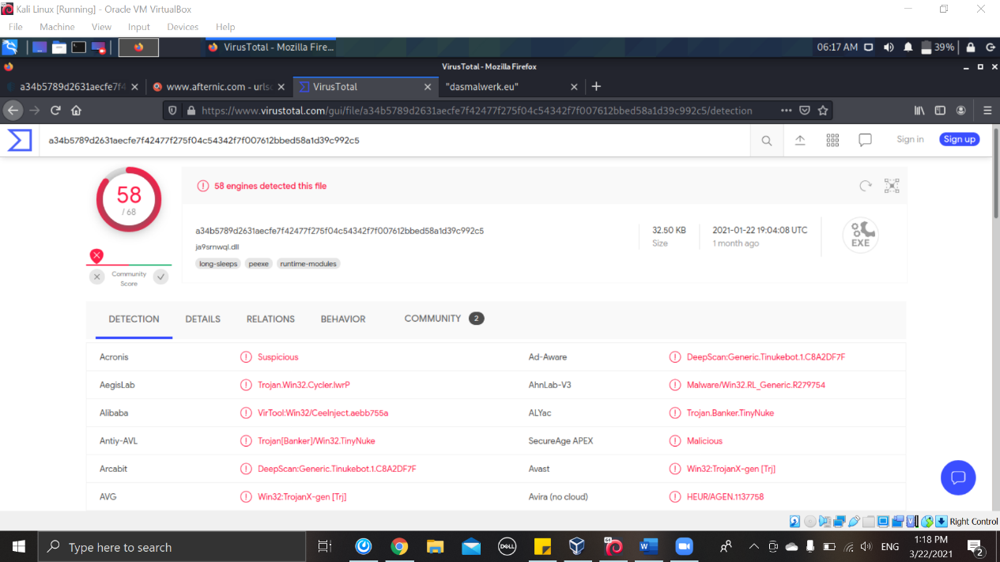 Kali Linux [Running] - Oracle VM VirtualBox
File Machine View Input Devices Help
VirusTotal - Mozilla Fire... 06:17 AM 39%
VirusTotal - Mozilla Firefox
a34b5789d2631aecfe7f4 www.afternic.com - urlsc VirusTotal "dasmalwerk.eu"
https://www.virustotal.com/gui/file/a34b5789d2631aecfe7f42477f275f04c54342f7f007612bbed58a1d39c992c5/detection
a34b5789d2631aecfe7f42477f275f04c54342f7f007612bbed58a1d39c992c5 Sign in Sign up
58
/ 68
58 engines detected this file
a34b5789d2631aecfe7f42477f275f04c54342f7f007612bbed58a1d39c992c5
ja9srnwql.dll
long-sleeps peexe runtime-modules
32.50 KB
Size
2021-01-22 19:04:08 UTC
1 month ago
EXE
Community
Score
DETECTION DETAILS RELATIONS BEHAVIOR COMMUNITY 2
Acronis Suspicious Ad-Aware DeepScan:Generic.Tinukebot.1.C8A2DF7F
AegisLab Trojan.Win32.Cycler.lwrP AhnLab-V3 Malware/Win32.RL_Generic.R279754
Alibaba VirTool:Win32/CeeInject.aebb755a ALYac Trojan.Banker.TinyNuke
Antiy-AVL Trojan[Banker]/Win32.TinyNuke SecureAge APEX Malicious
Arcabit DeepScan:Generic.Tinukebot.1.C8A2DF7F Avast Win32:TrojanX-gen [Trj]
AVG Win32:TrojanX-gen [Trj] Avira (no cloud) HEUR/AGEN.1137758
Right Control
Type here to search DELL 64 ENG 1:18 PM 2
3/22/2021